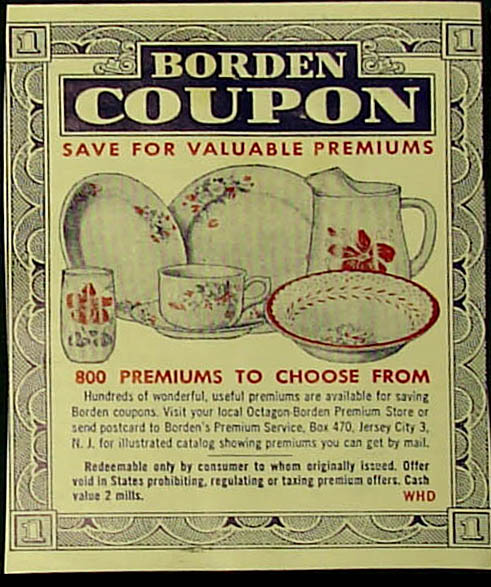 1 1
BORDEN
COUPON
SAVE FOR VALUABLE PREMIUMS
800 PREMIUMS TO CHOOSE FROM
Hundreds of wonderful, useful premiums are available for saving
Borden coupons. Visit your local Octagon-Borden Premium Store or
send postcard to Borden's Premium Service, Box 470, Jersey City 3,
N. J. for illustrated catalog showing premiums you can get by mail.
Redeemable only by consumer to whom originally issued. Offer
void in States prohibiting, regulating or taxing premium offers. Cash
value 2 mills. WHD
1 1